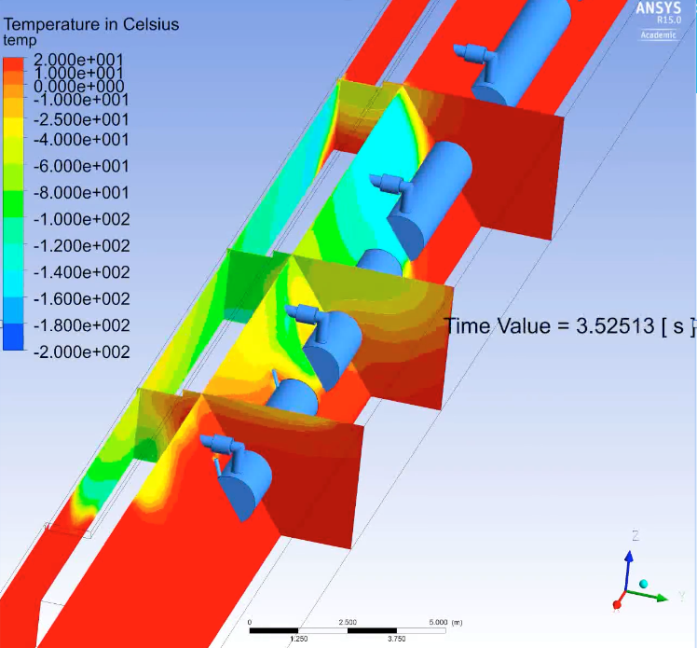 Temperature in Celsius
temp
2.000e+001
1.000e+001
0.000e+000
-1.000e+001
-2.500e+001
-4.000e+001
-6.000e+001
-8.000e+001
-1.000e+002
-1.200e+002
-1.400e+002
-1.600e+002
-1.800e+002
-2.000e+002
ANSYS
R15.0
Academic
Time Value = 3.52513 [ s ]
Z
Y
0 2.500 5.000 (m)
1.250 3.750